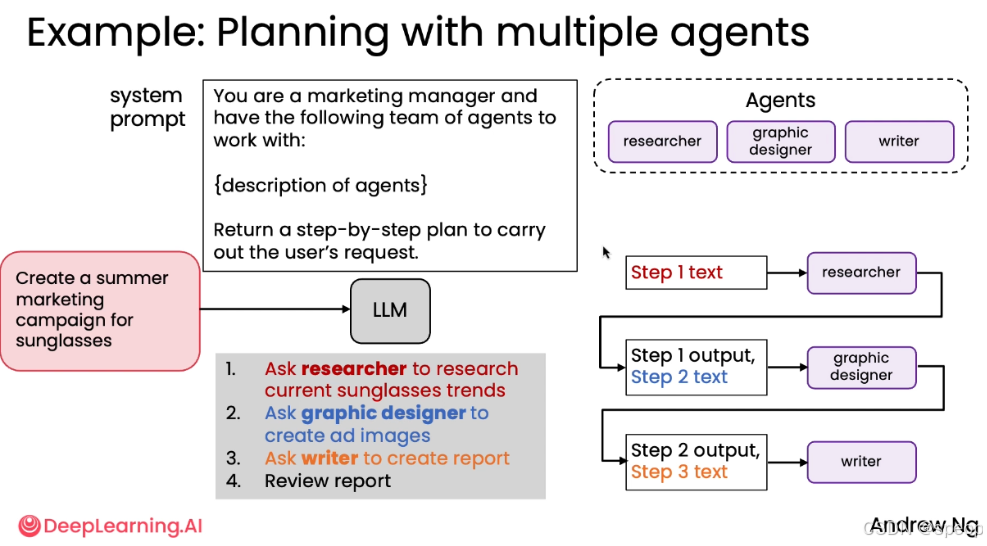 Example: Planning with multiple agents
system
prompt
You are a marketing manager and
have the following team of agents to
work with:
{description of agents}
Return a step-by-step plan to carry
out the user's request.
Agents
researcher
graphic
designer
writer
Create a summer
marketing
campaign for
sunglasses
LLM
1. Ask researcher to research
current sunglasses trends
2. Ask graphic designer to
create ad images
3. Ask writer to create report
4. Review report
Step 1 text
researcher
Step 1 output,
Step 2 text
graphic
designer
Step 2 output,
Step 3 text
writer
DeepLearning.AI
Andrew Ng